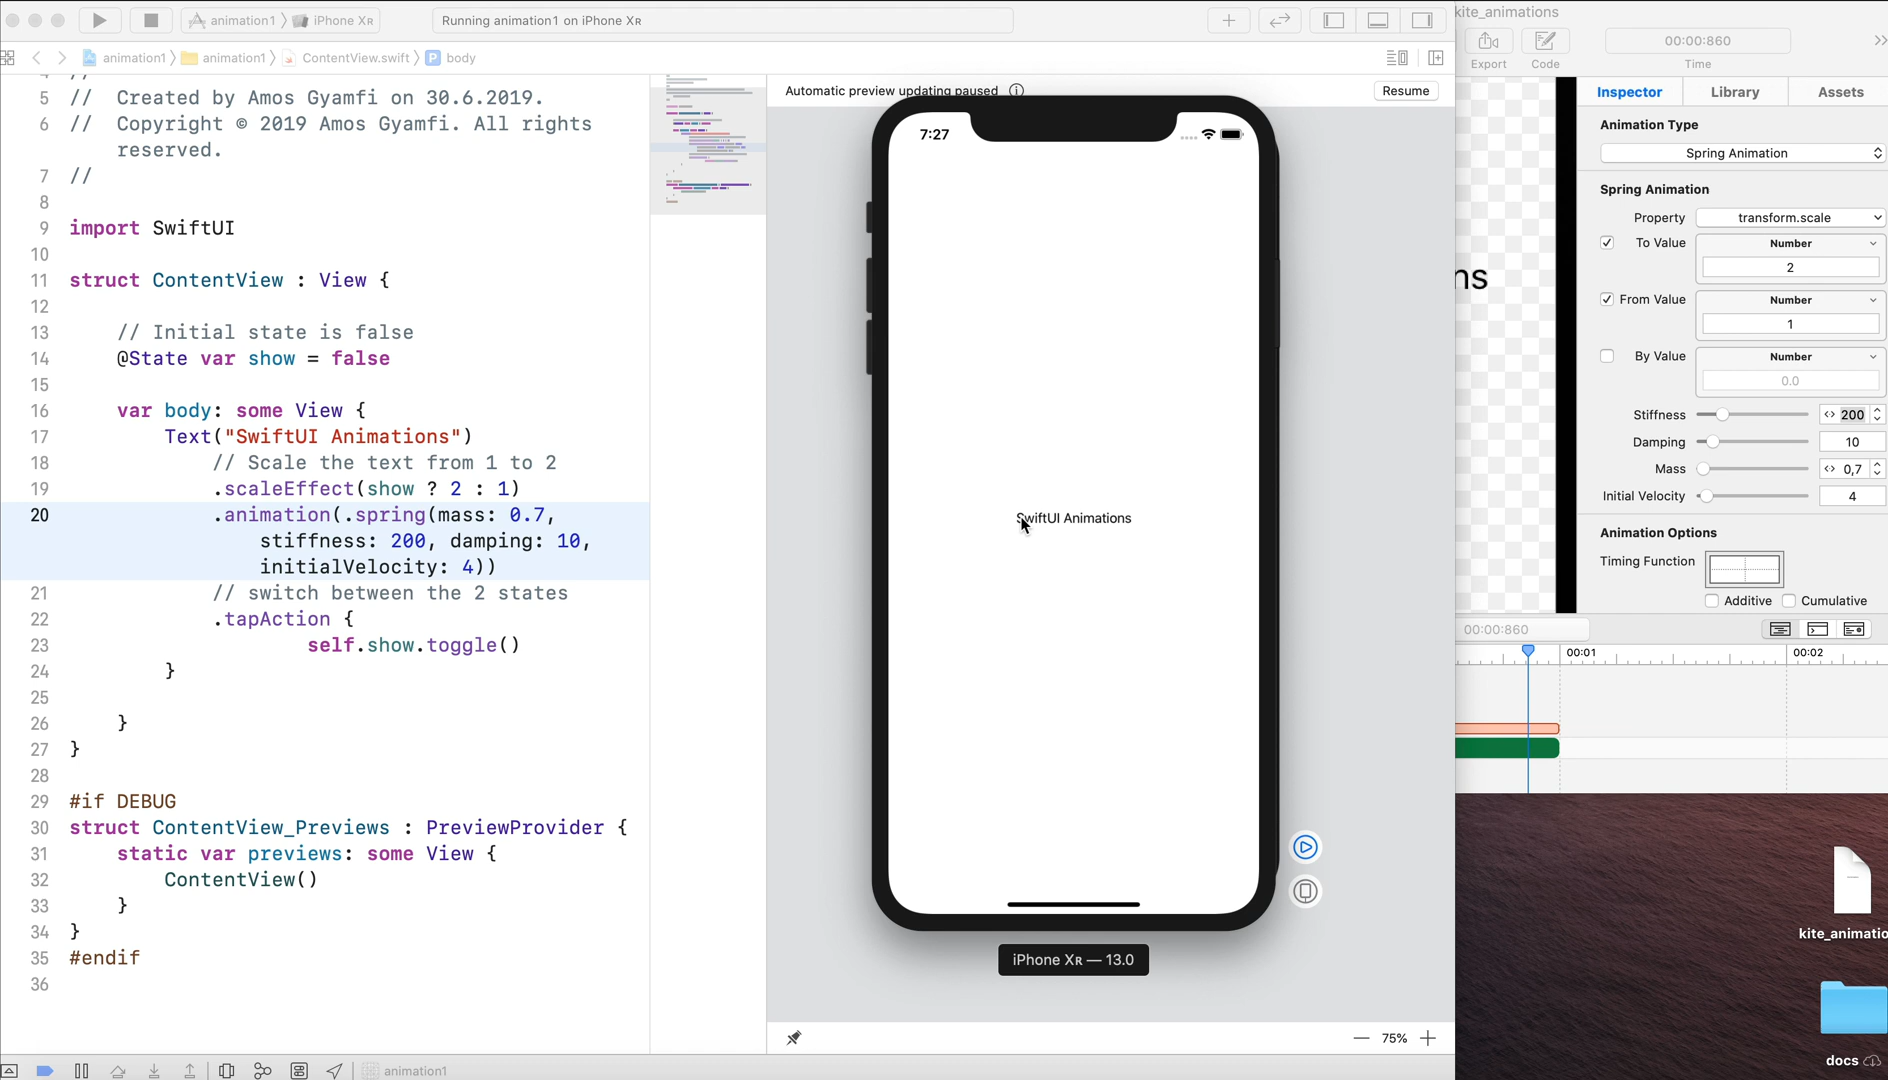 animation1 〉 iPhone Xʀ
Running animation1 on iPhone Xʀ
animation1 〉 animation1 〉 ContentView.swift 〉 P body
4 //
5 //  Created by Amos Gyamfi on 30.6.2019.
6 //  Copyright © 2019 Amos Gyamfi. All rights
reserved.
7 //
8
9 import SwiftUI
10
11 struct ContentView : View {
12
13 // Initial state is false
14 @State var show = false
15
16 var body: some View {
17 Text("SwiftUI Animations")
18 // Scale the text from 1 to 2
19 .scaleEffect(show ? 2 : 1)
20 .animation(.spring(mass: 0.7,
stiffness: 200, damping: 10,
initialVelocity: 4))
21 // switch between the 2 states
22 .tapAction {
23 self.show.toggle()
24 }
25
26 }
27 }
28
29 #if DEBUG
30 struct ContentView_Previews : PreviewProvider {
31 static var previews: some View {
32 ContentView()
33 }
34 }
35 #endif
36
animation1
Automatic preview updating paused
Resume
7:27
SwiftUI Animations
iPhone Xʀ — 13.0
75%
kite_animations
Export
Code
00:00:860
Time
ns
Inspector Library Assets
Animation Type
Spring Animation
Spring Animation
Property transform.scale
To Value Number
2
From Value Number
1
By Value Number
0.0
Stiffness 200
Damping 10
Mass 0,7
Initial Velocity 4
Animation Options
Timing Function
Additive Cumulative
00:00:860
00:01 00:02
kite_animatio
docs